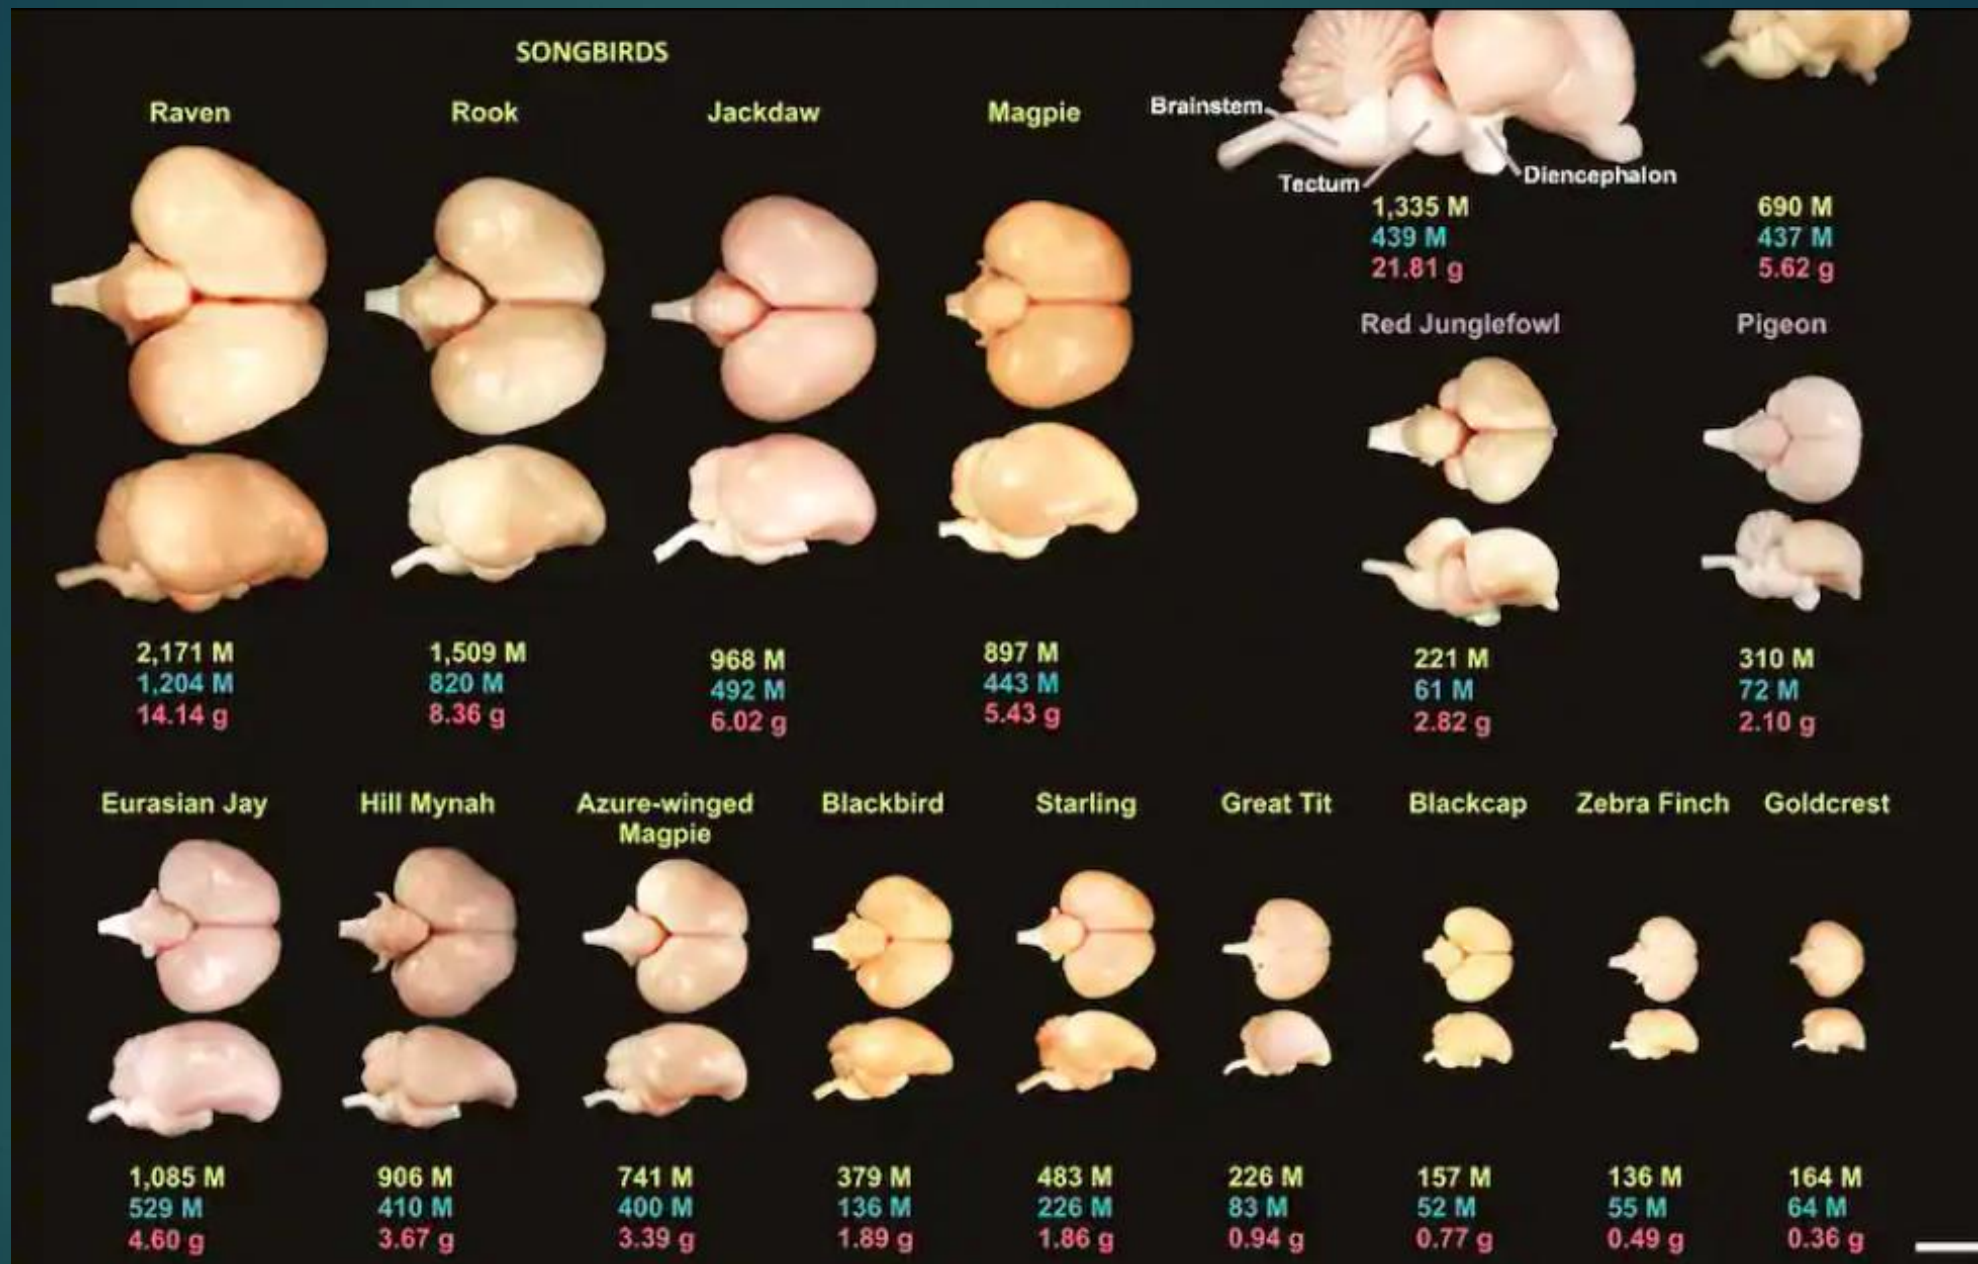 SONGBIRDS
Raven
Rook
Jackdaw
Magpie
Brainstem
Tectum
Diencephalon
1,335 M
439 M
21.81 g
690 M
437 M
5.62 g
Red Junglefowl
Pigeon
2,171 M
1,204 M
14.14 g
1,509 M
820 M
8.36 g
968 M
492 M
6.02 g
897 M
443 M
5.43 g
221 M
61 M
2.82 g
310 M
72 M
2.10 g
Eurasian Jay
Hill Mynah
Azure-winged
Magpie
Blackbird
Starling
Great Tit
Blackcap
Zebra Finch
Goldcrest
1,085 M
529 M
4.60 g
906 M
410 M
3.67 g
741 M
400 M
3.39 g
379 M
136 M
1.89 g
483 M
226 M
1.86 g
226 M
83 M
0.94 g
157 M
52 M
0.77 g
136 M
55 M
0.49 g
164 M
64 M
0.36 g